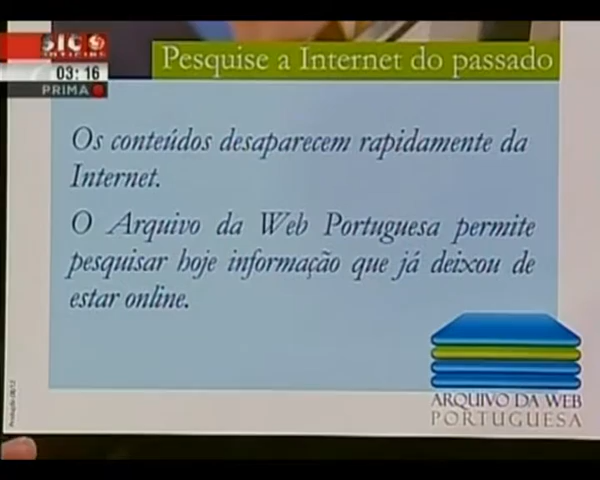 SIC
NOTÍCIAS
03:16
PRIMA
Pesquise a Internet do passado
Os conteúdos desaparecem rapidamente da
Internet.
O Arquivo da Web Portuguesa permite
pesquisar hoje informação que já deixou de
estar online.
ARQUIVO DA WEB
PORTUGUESA